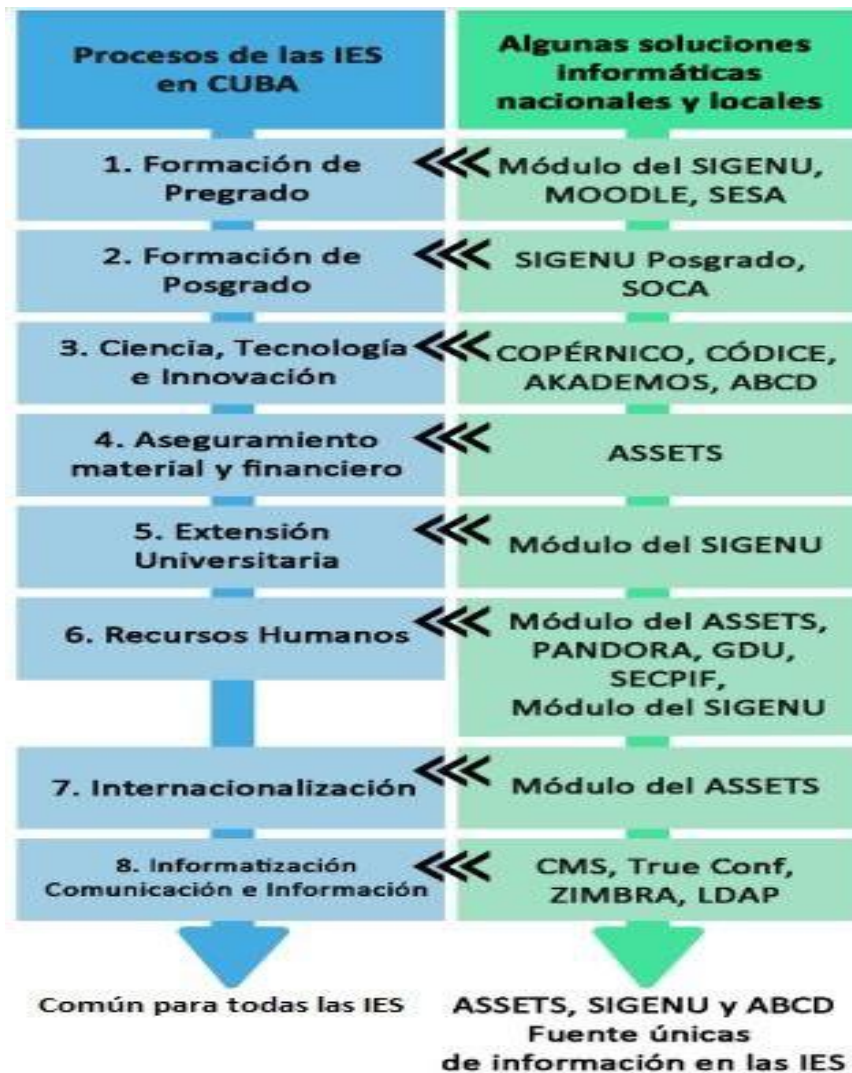 Procesos de las IES
en CUBA
Algunas soluciones
informáticas
nacionales y locales
1. Formación de
Pregrado
Módulo del SIGENU,
MOODLE, SESA
2. Formación de
Posgrado
SIGENU Posgrado,
SOCA
3. Ciencia, Tecnología
e Innovación
COPÉRNICO, CÓDICE,
AKADEMOS, ABCD
4. Aseguramiento
material y financiero
ASSETS
5. Extensión
Universitaria
Módulo del SIGENU
6. Recursos Humanos
Módulo del ASSETS,
PANDORA, GDU,
SECPIF,
Módulo del SIGENU
7. Internacionalización
Módulo del ASSETS
8. Informatización
Comunicación e Información
CMS, True Conf,
ZIMBRA, LDAP
Común para todas las IES
ASSETS, SIGENU y ABCD
Fuente únicas
de información en las IES